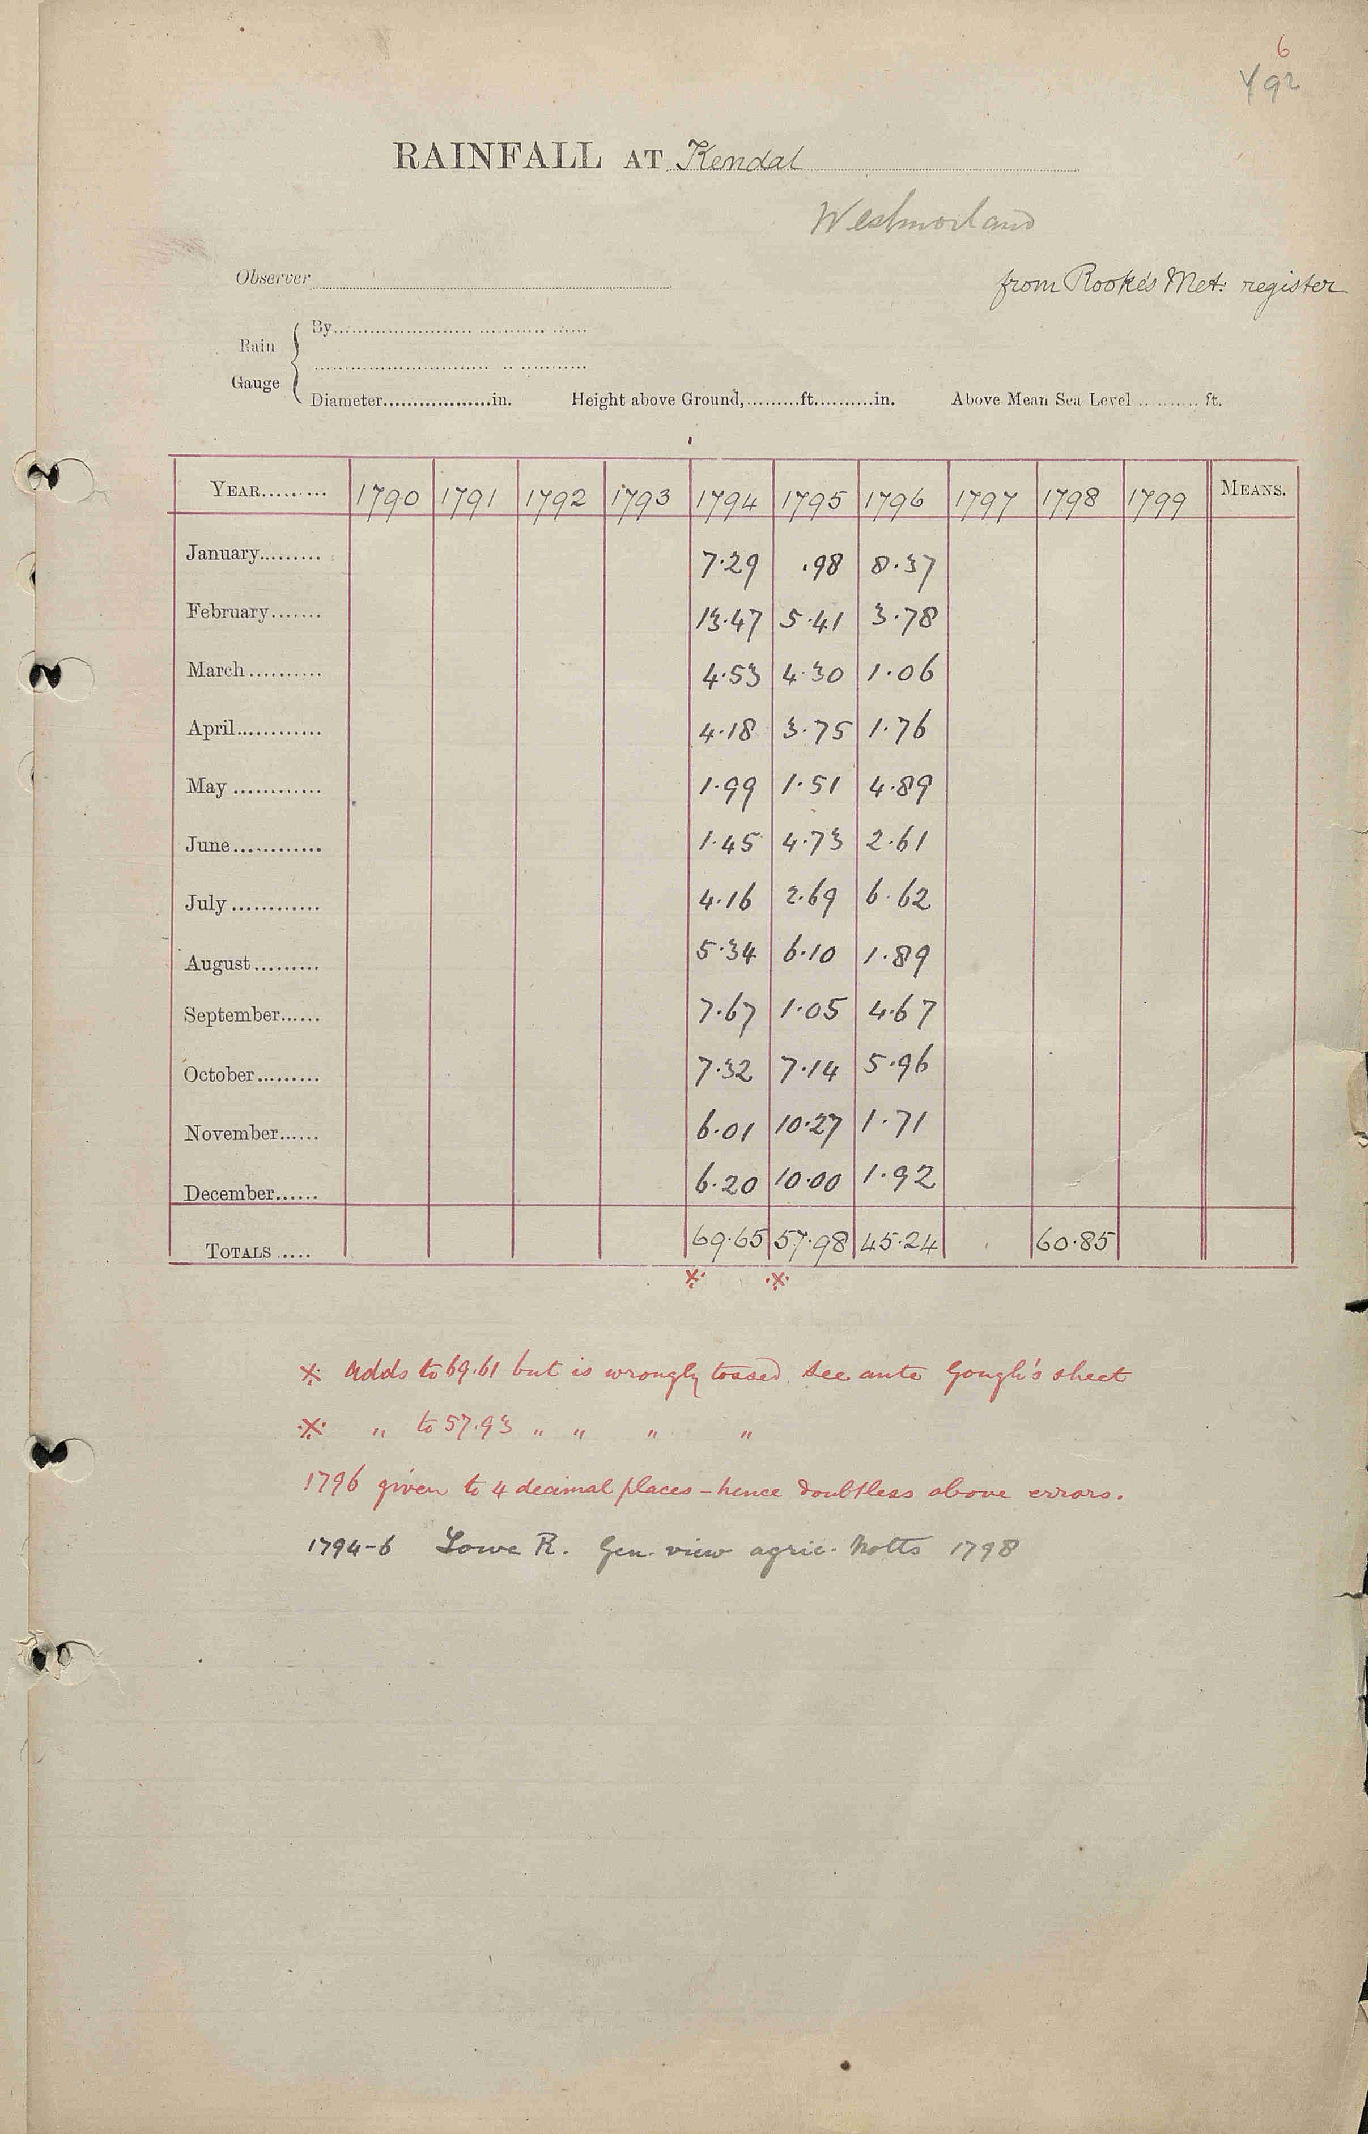 6
Y92
RAINFALL AT Kendal
Westmorland
Observer
from Rooke's Met: register
Rain Gauge { By
Diameter in. Height above Ground, ft. in. Above Mean Sea Level ft.
YEAR 1790 1791 1792 1793 1794 1795 1796 1797 1798 1799 MEANS.
January 7.29 .98 8.37
February 13.47 5.41 3.78
March 4.53 4.30 1.06
April 4.18 3.75 1.76
May 1.99 1.51 4.89
June 1.45 4.73 2.61
July 4.16 2.69 6.62
August 5.34 6.10 1.89
September 7.67 1.05 4.67
October 7.32 7.14 5.96
November 6.01 10.27 1.71
December 6.20 10.00 1.92
TOTALS 69.65 57.98 45.24 60.85
※ ※
※ adds to 69.61 but is wrongly tossed see ante Gough's sheet
※ " to 57.93 " " " "
1796 given to 4 decimal places - hence doubtless above errors.
1794-6 Lowe R. Gen. view agric. Notts 1798